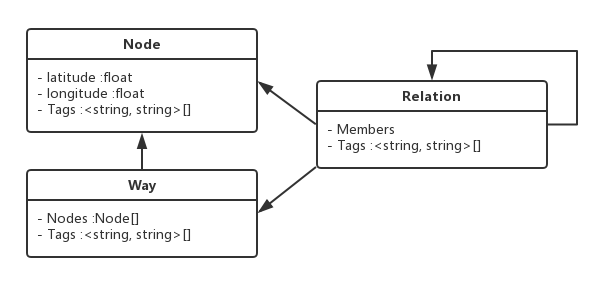 Node
- latitude :float
- longitude :float
- Tags :<string, string>[]
Way
- Nodes :Node[]
- Tags :<string, string>[]
Relation
- Members
- Tags :<string, string>[]